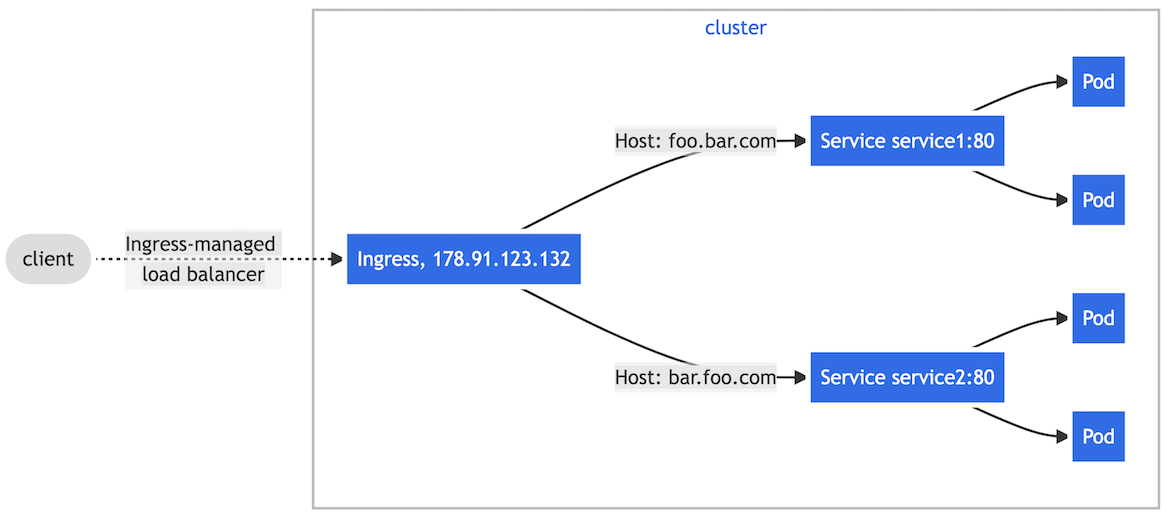 cluster
client
Ingress-managed
load balancer
Ingress, 178.91.123.132
Host: foo.bar.com
Service service1:80
Pod
Pod
Host: bar.foo.com
Service service2:80
Pod
Pod